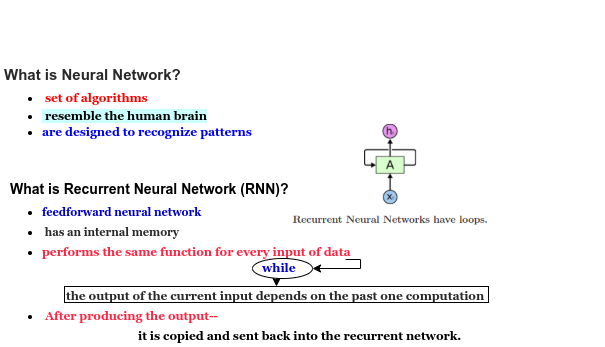 What is Neural Network?
set of algorithms
resemble the human brain
are designed to recognize patterns
h
A
x
What is Recurrent Neural Network (RNN)?
feedforward neural network
Recurrent Neural Networks have loops.
has an internal memory
performs the same function for every input of data
while
the output of the current input depends on the past one computation
After producing the output--
it is copied and sent back into the recurrent network.